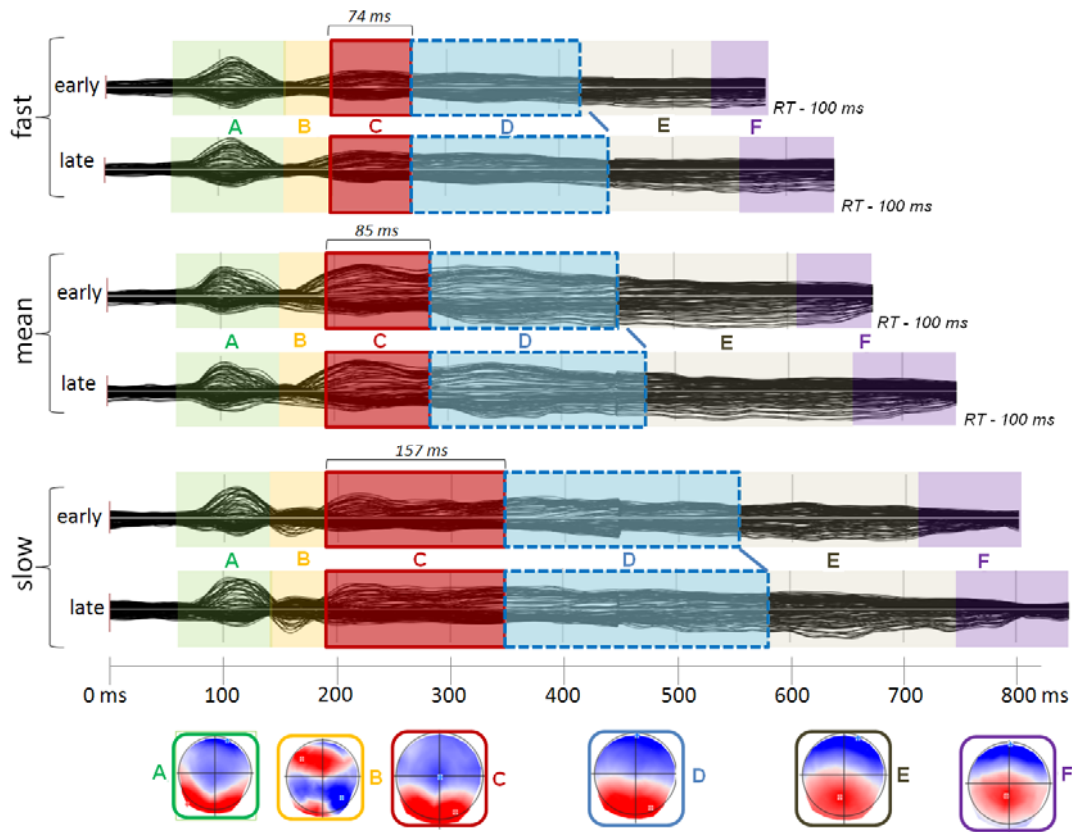 74 ms
fast
early
RT - 100 ms
A B C D E F
late
RT - 100 ms
85 ms
mean
early
RT - 100 ms
A B C D E F
late
RT - 100 ms
157 ms
slow
early
A B C D E F
late
0 ms 100 200 300 400 500 600 700 800 ms
A B C D E F